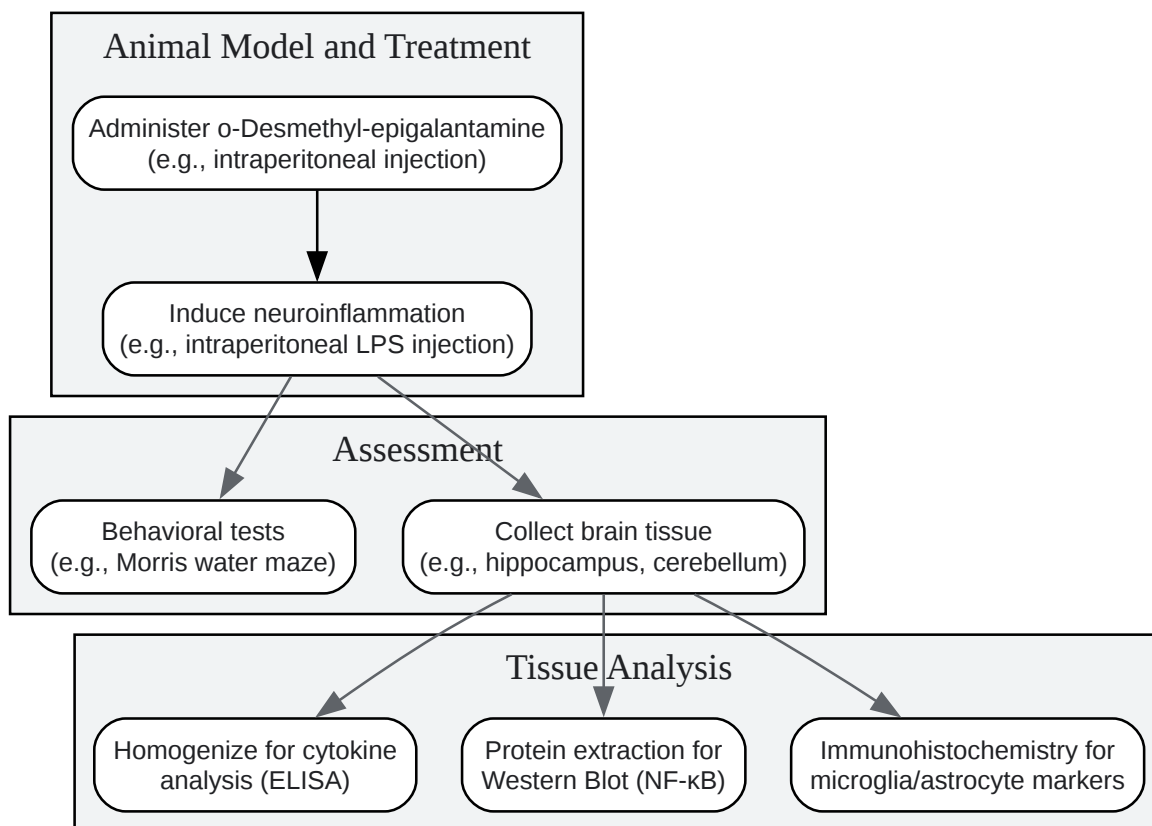 Animal Model and Treatment
Administer o-Desmethyl-epigalantamine
(e.g., intraperitoneal injection)
Induce neuroinflammation
(e.g., intraperitoneal LPS injection)
Assessment
Behavioral tests
(e.g., Morris water maze)
Collect brain tissue
(e.g., hippocampus, cerebellum)
Tissue Analysis
Homogenize for cytokine
analysis (ELISA)
Protein extraction for
Western Blot (NF-κB)
Immunohistochemistry for
microglia/astrocyte markers